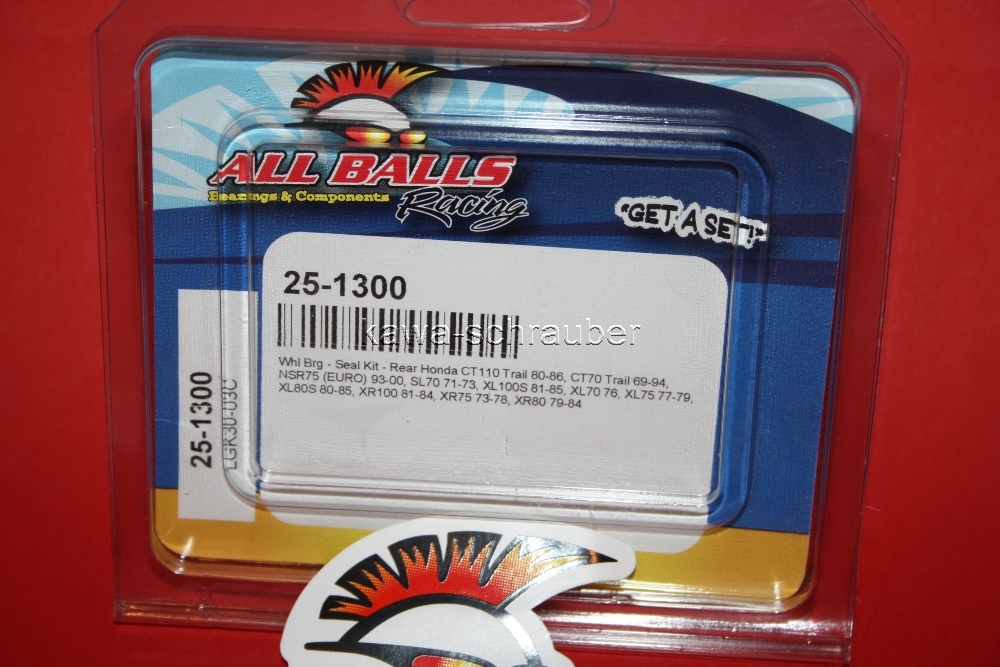 ALL BALLS
Bearings & Components
Racing
"GET A SET!"
25-1300
kawa-schrauber
Whl Brg - Seal Kit - Rear Honda CT110 Trail 80-86, CT70 Trail 69-94,
NSR75 (EURO) 93-00, SL70 71-73, XL100S 81-85, XL70 76, XL75 77-79,
XL80S 80-85, XR100 81-84, XR75 73-78, XR80 79-84
25-1300
LGR30-03C